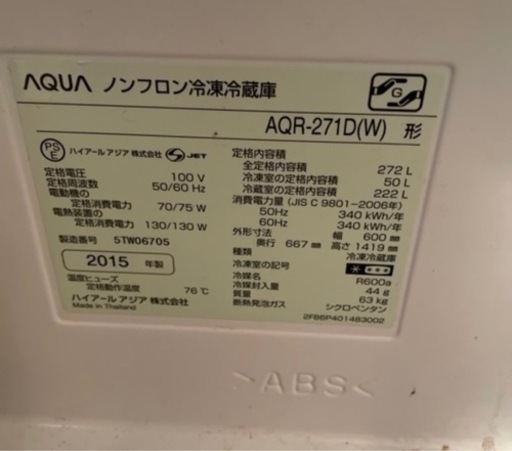 AQUA ノンフロン冷凍冷蔵庫
G
AQR-271D(W) 形
PS E ハイアールアジア 株式会社 JET
定格電圧 100 V
定格周波数 50/60 Hz
電動機の
定格消費電力 70/75 W
電熱装置の
定格消費電力 130/130 W
製造番号 5TW06705
2015 年製
温度ヒューズ
定格動作温度 76℃
ハイアール アジア 株式会社
Made in Thailand
定格内容積
全定格内容積 272 L
冷凍室の定格内容積 50 L
冷蔵室の定格内容積 222 L
消費電力量 (JIS C 9801-2006年)
50Hz 340 kWh/年
60Hz 340 kWh/年
外形寸法 幅 600 mm
奥行 667 mm 高さ 1419 mm
種類 冷凍冷蔵庫
冷凍室の記号
冷媒名 R600a
冷媒封入量 44 g
質量 63 kg
断熱発泡ガス シクロペンタン
2FB6P401483002
>ABS<